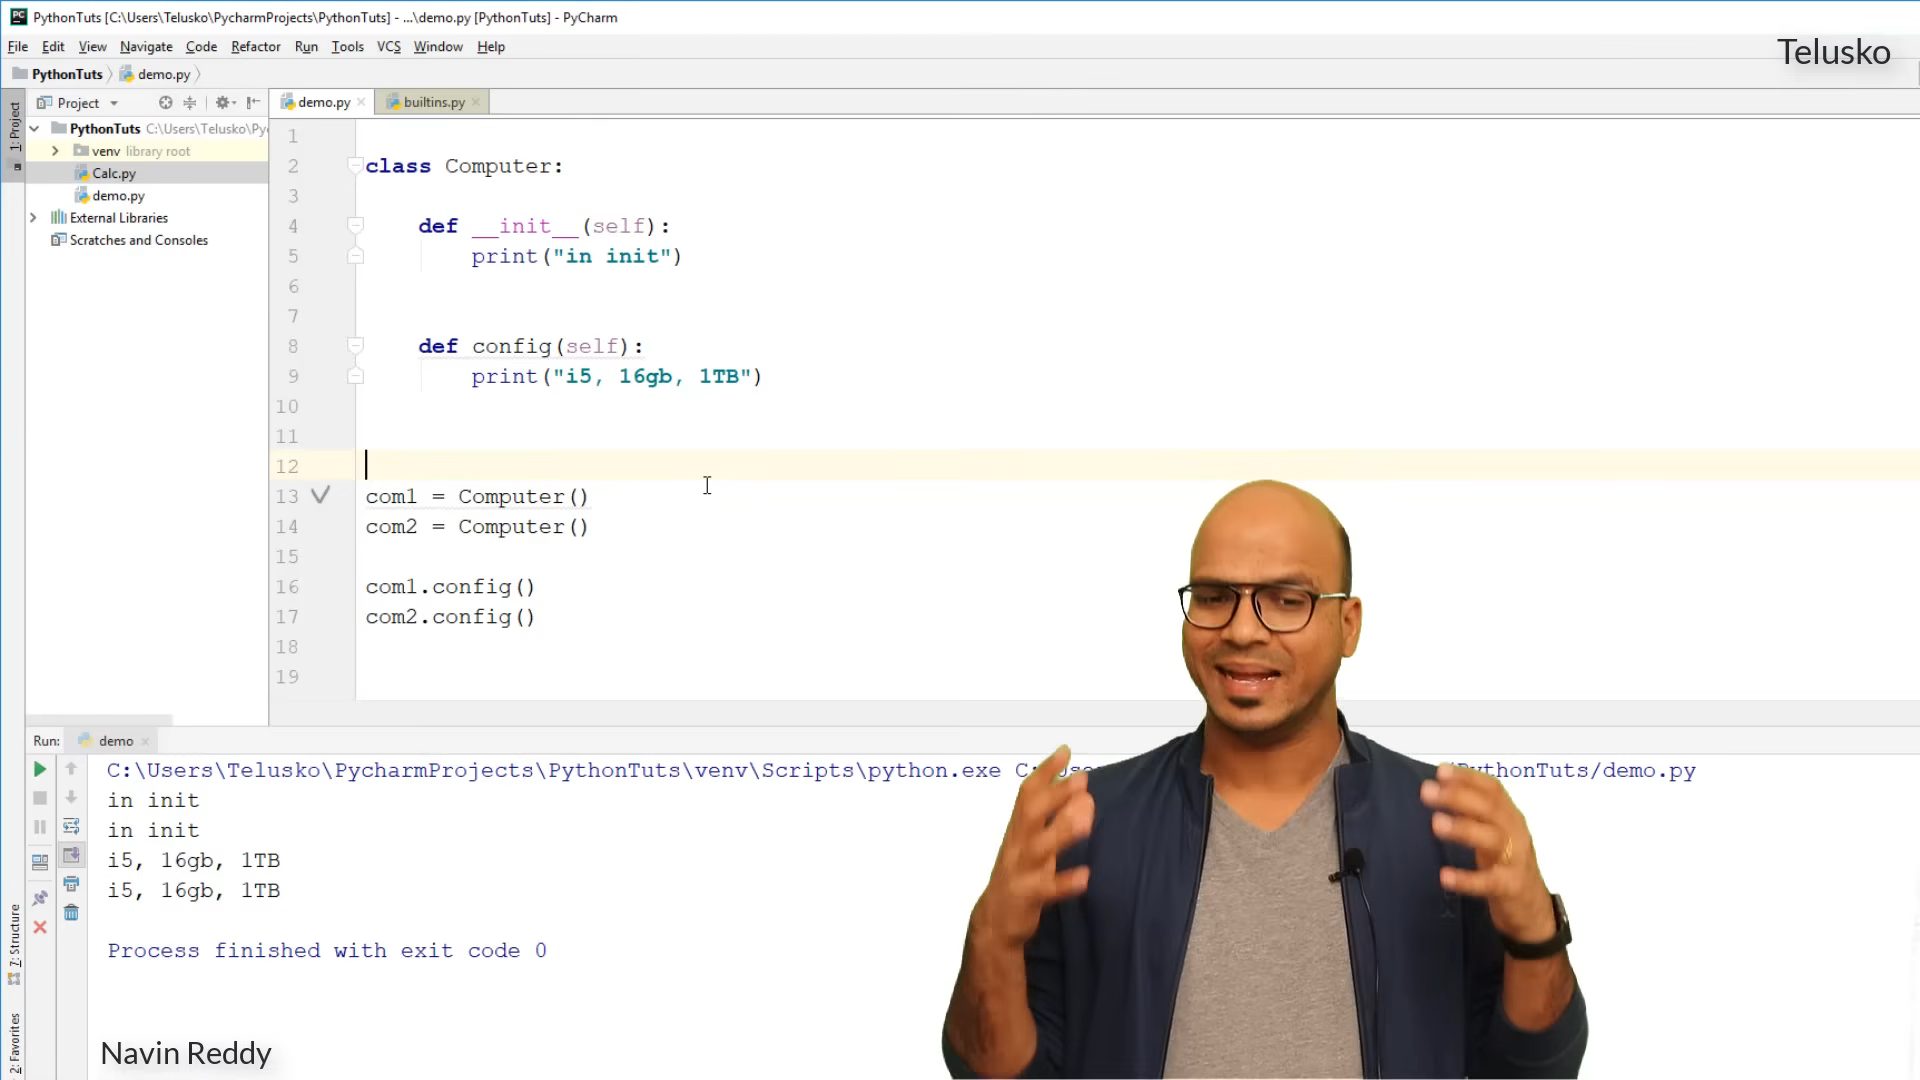 PythonTuts [C:\Users\Telusko\PycharmProjects\PythonTuts] - ...\demo.py [PythonTuts] - PyCharm
File Edit View Navigate Code Refactor Run Tools VCS Window Help
Telusko
PythonTuts demo.py
1: Project
Project
demo.py
builtins.py
PythonTuts C:\Users\Telusko\Py
venv library root
Calc.py
demo.py
External Libraries
Scratches and Consoles
1
2 class Computer:
3
4 def __init__(self):
5 print("in init")
6
7
8 def config(self):
9 print("i5, 16gb, 1TB")
10
11
12
13 com1 = Computer()
14 com2 = Computer()
15
16 com1.config()
17 com2.config()
18
19
Run: demo
C:\Users\Telusko\PycharmProjects\PythonTuts\venv\Scripts\python.exe C: PythonTuts/demo.py
in init
in init
i5, 16gb, 1TB
i5, 16gb, 1TB
Process finished with exit code 0
7: Structure
2: Favorites
Navin Reddy